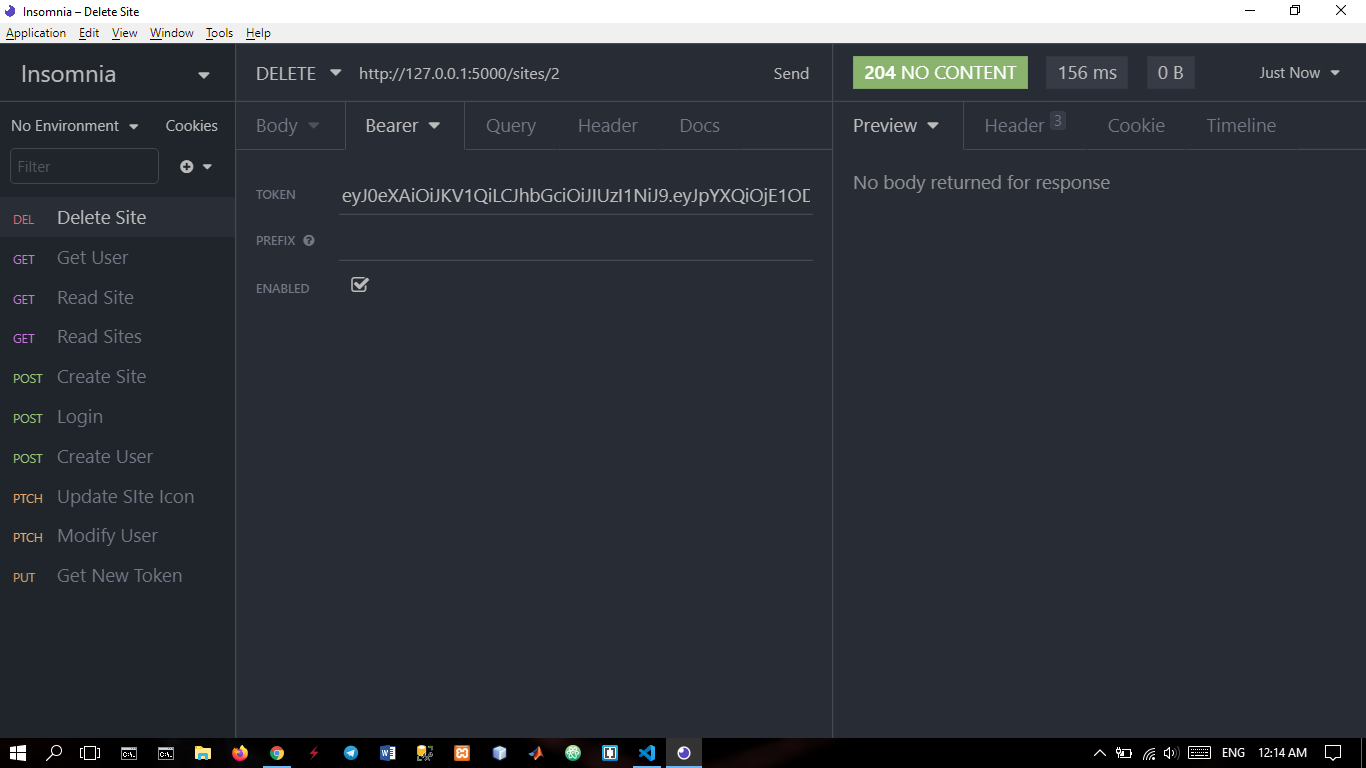 Insomnia – Delete Site
Application Edit View Window Tools Help
Insomnia
DELETE http://127.0.0.1:5000/sites/2 Send
204 NO CONTENT 156 ms 0 B Just Now
No Environment Cookies
Body Bearer Query Header Docs
Preview Header 3 Cookie Timeline
Filter
TOKEN eyJ0eXAiOiJKV1QiLCJhbGciOiJIUzI1NiJ9.eyJpYXQiOjE1OD
No body returned for response
PREFIX
ENABLED
DEL Delete Site
GET Get User
GET Read Site
GET Read Sites
POST Create Site
POST Login
POST Create User
PTCH Update SIte Icon
PTCH Modify User
PUT Get New Token
ENG 12:14 AM